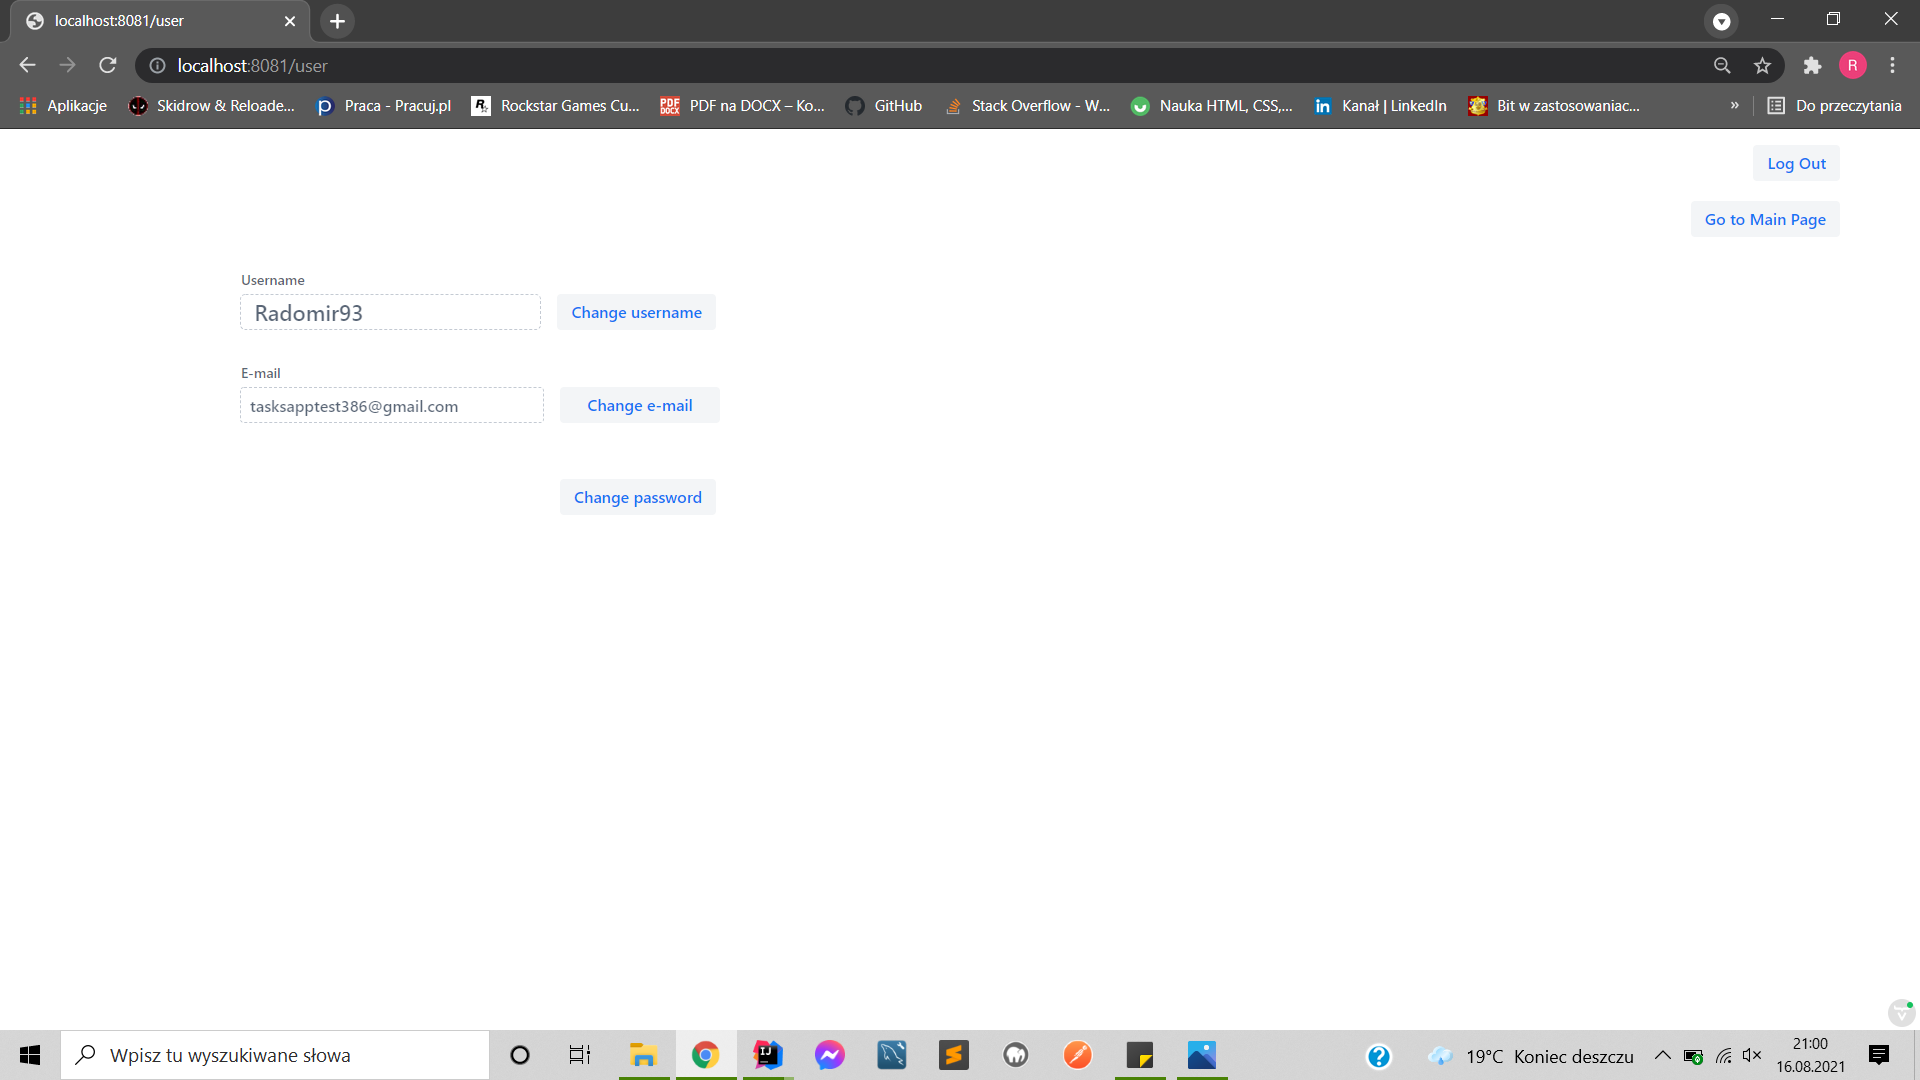 localhost:8081/user
localhost:8081/user
R
Aplikacje
Skidrow & Reloade...
Praca - Pracuj.pl
Rockstar Games Cu...
PDF na DOCX – Ko...
GitHub
Stack Overflow - W...
Nauka HTML, CSS,...
Kanał | LinkedIn
Bit w zastosowaniac...
»
Do przeczytania
Log Out
Go to Main Page
Username
Radomir93
Change username
E-mail
tasksapptest386@gmail.com
Change e-mail
Change password
Wpisz tu wyszukiwane słowa
19°C Koniec deszczu
21:00
16.08.2021